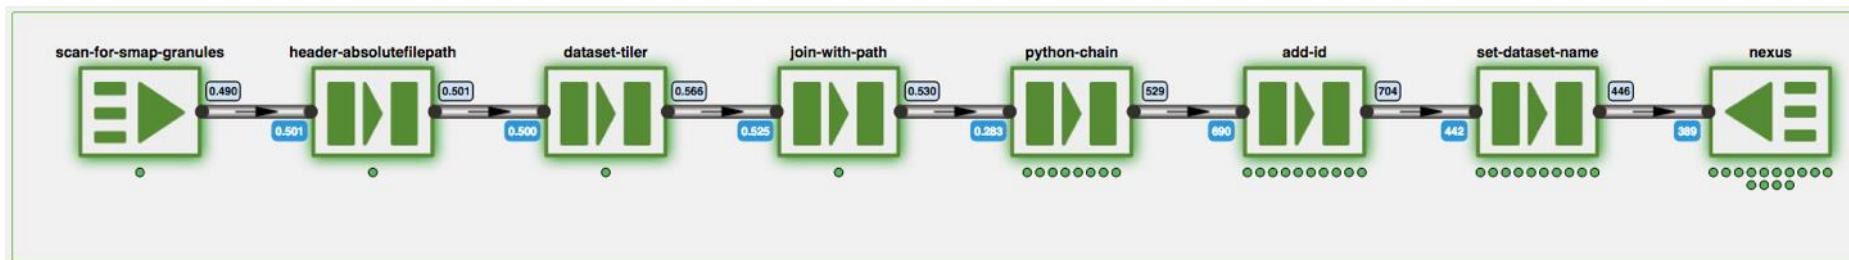 scan-for-smap-granules header-absolutefilepath dataset-tiler join-with-path python-chain add-id set-dataset-name nexus
0.490 0.501 0.566 0.530 529 704 446
0.501 0.500 0.525 0.283 690 442 389